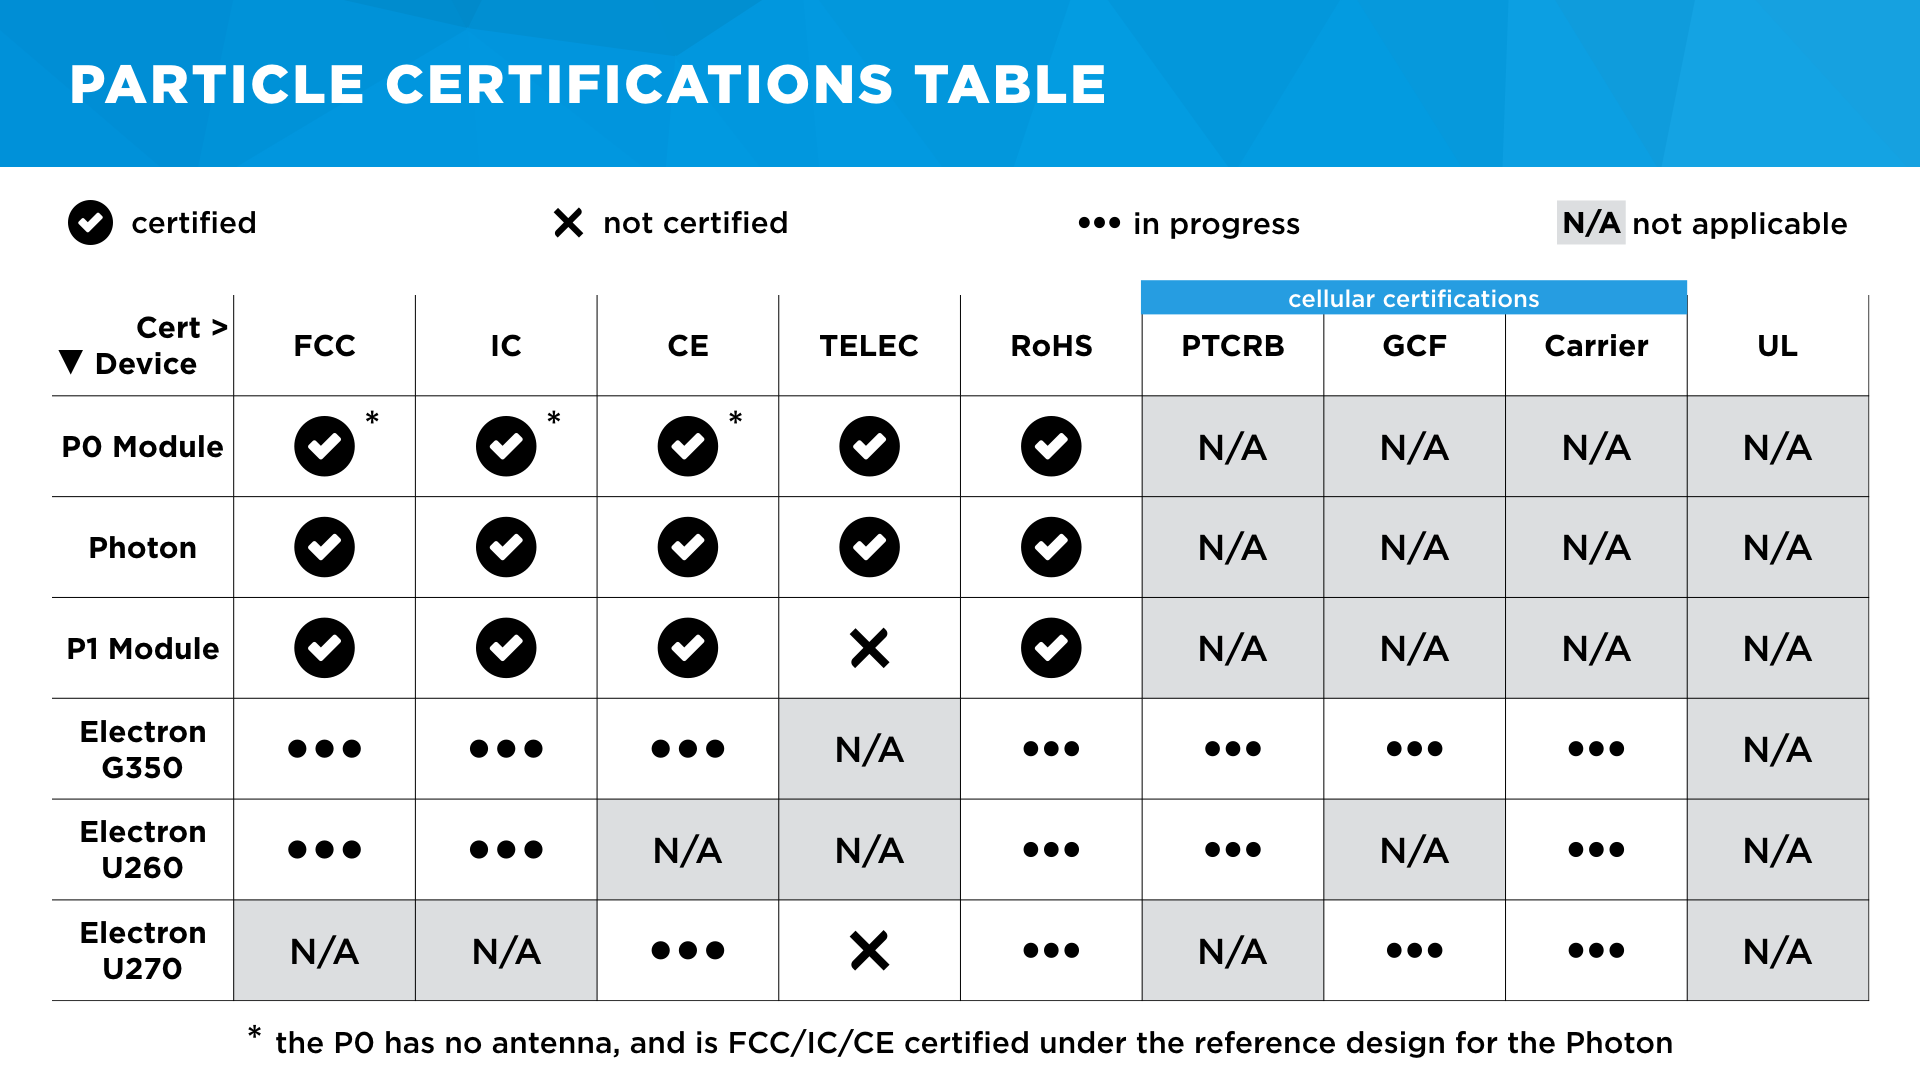 PARTICLE CERTIFICATIONS TABLE
certified not certified ••• in progress N/A not applicable
cellular certifications
Cert >
▼ Device FCC IC CE TELEC RoHS PTCRB GCF Carrier UL
P0 Module * * * N/A N/A N/A N/A
Photon N/A N/A N/A N/A
P1 Module N/A N/A N/A N/A
Electron
G350 ••• ••• ••• N/A ••• ••• ••• ••• N/A
Electron
U260 ••• ••• N/A N/A ••• ••• N/A ••• N/A
Electron
U270 N/A N/A ••• ••• N/A ••• ••• N/A
* the P0 has no antenna, and is FCC/IC/CE certified under the reference design for the Photon